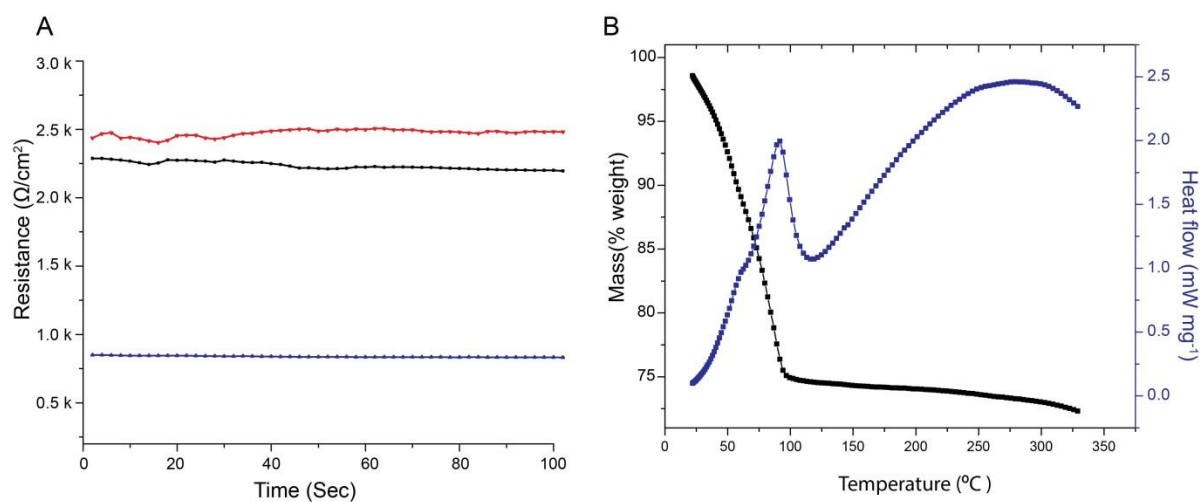 A
3.0 k
2.5 k
2.0 k
1.5 k
1.0 k
0.5 k
Resistance (Ω/cm²)
0 20 40 60 80 100
Time (Sec)
B
100
95
90
85
80
75
Mass(% weight)
2.5
2.0
1.5
1.0
0.5
0.0
Heat flow (mW mg⁻¹)
0 50 100 150 200 250 300 350
Temperature (⁰C )